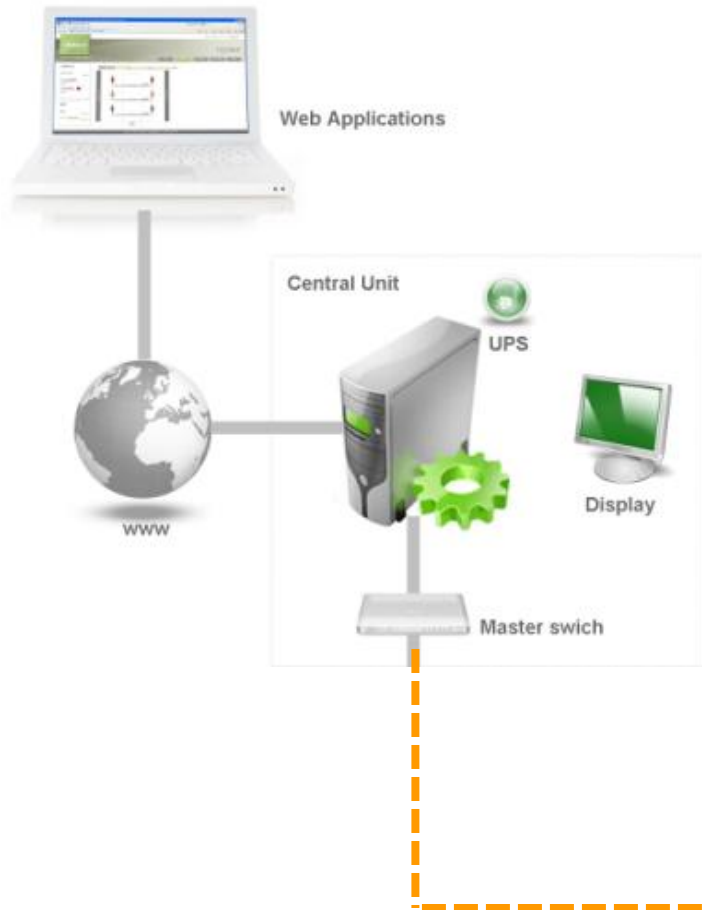 Web Applications
Central Unit
UPS
Display
www
Master swich